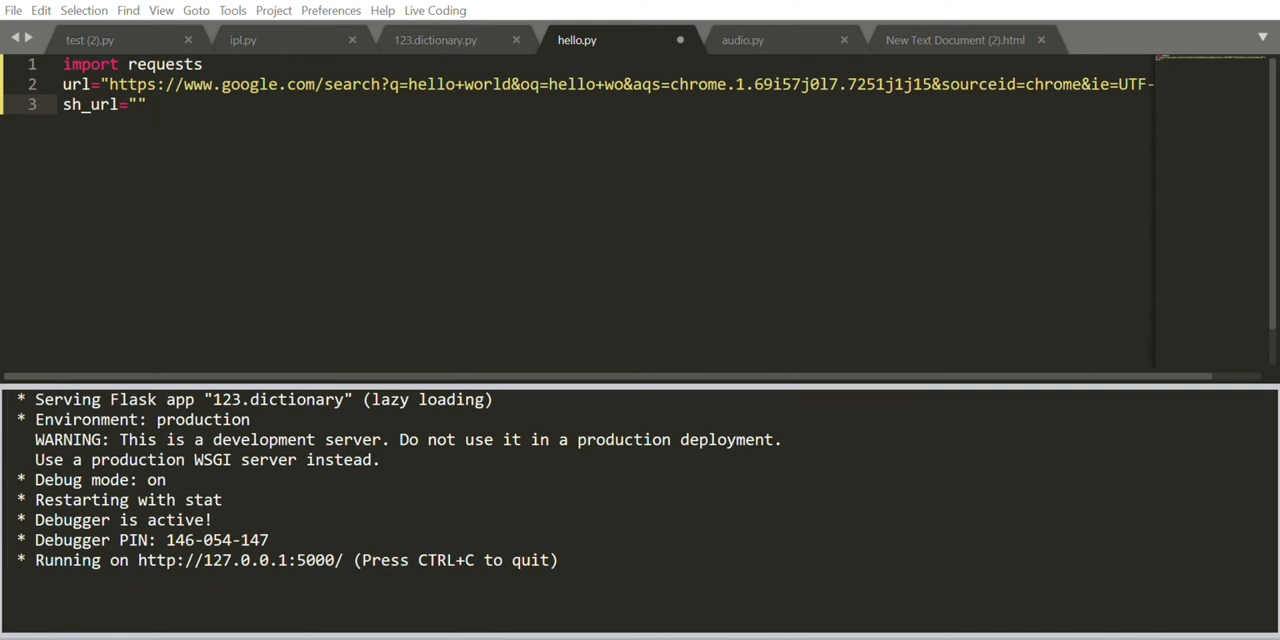 File Edit Selection Find View Goto Tools Project Preferences Help Live Coding
test (2).py ipl.py 123.dictionary.py hello.py audio.py New Text Document (2).html
1 import requests
2 url="https://www.google.com/search?q=hello+world&oq=hello+wo&aqs=chrome.1.69i57j0l7.7251j1j15&sourceid=chrome&ie=UTF-
3 sh_url=""
* Serving Flask app "123.dictionary" (lazy loading)
* Environment: production
WARNING: This is a development server. Do not use it in a production deployment.
Use a production WSGI server instead.
* Debug mode: on
* Restarting with stat
* Debugger is active!
* Debugger PIN: 146-054-147
* Running on http://127.0.0.1:5000/ (Press CTRL+C to quit)